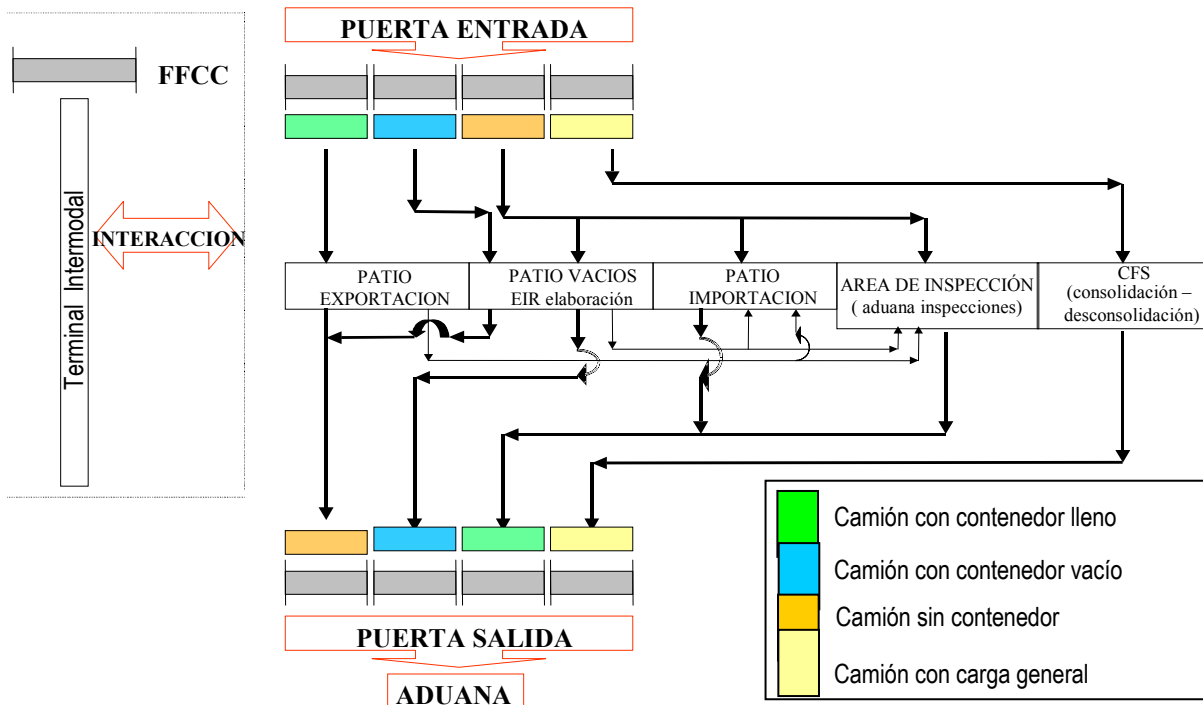 PUERTA ENTRADA
FFCC
Terminal Intermodal
INTERACCION
PATIO
EXPORTACION
PATIO VACIOS
EIR elaboración
PATIO
IMPORTACION
AREA DE INSPECCIÓN
( aduana inspecciones)
CFS
(consolidación –
desconsolidación)
Camión con contenedor lleno
Camión con contenedor vacío
Camión sin contenedor
Camión con carga general
PUERTA SALIDA
ADUANA